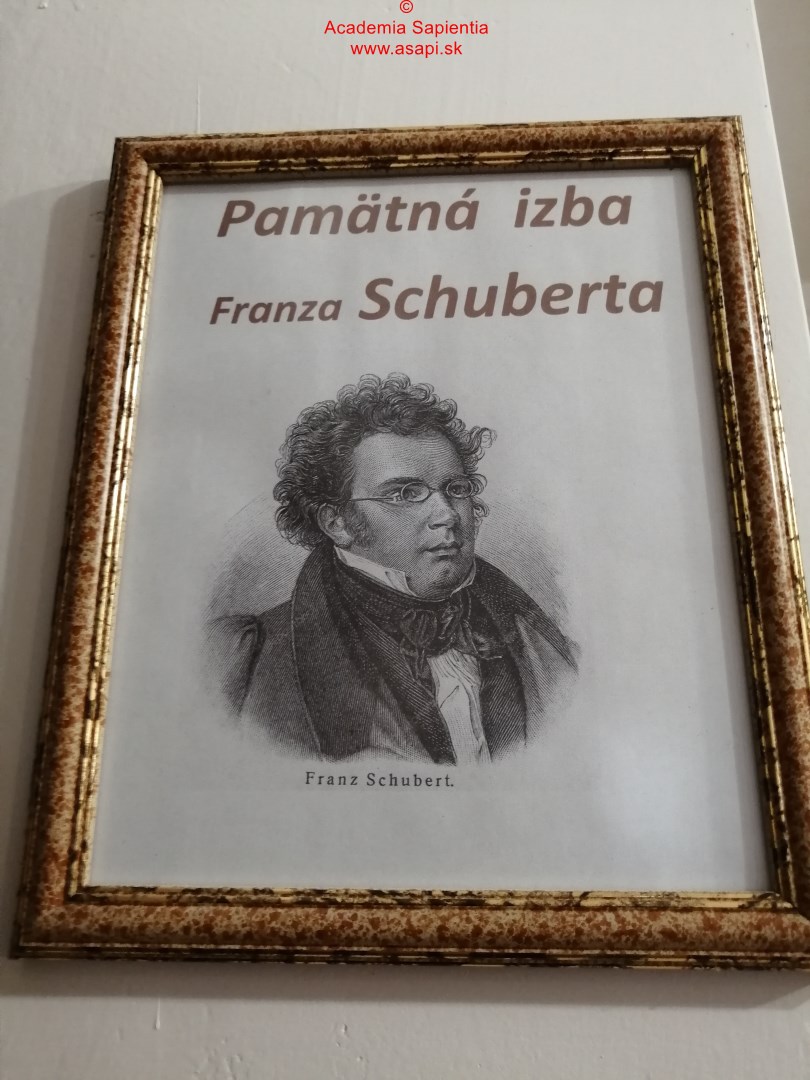 ©
Academia Sapientia
www.asapi.sk
Pamätná izba
Franza Schuberta
Franz Schubert.